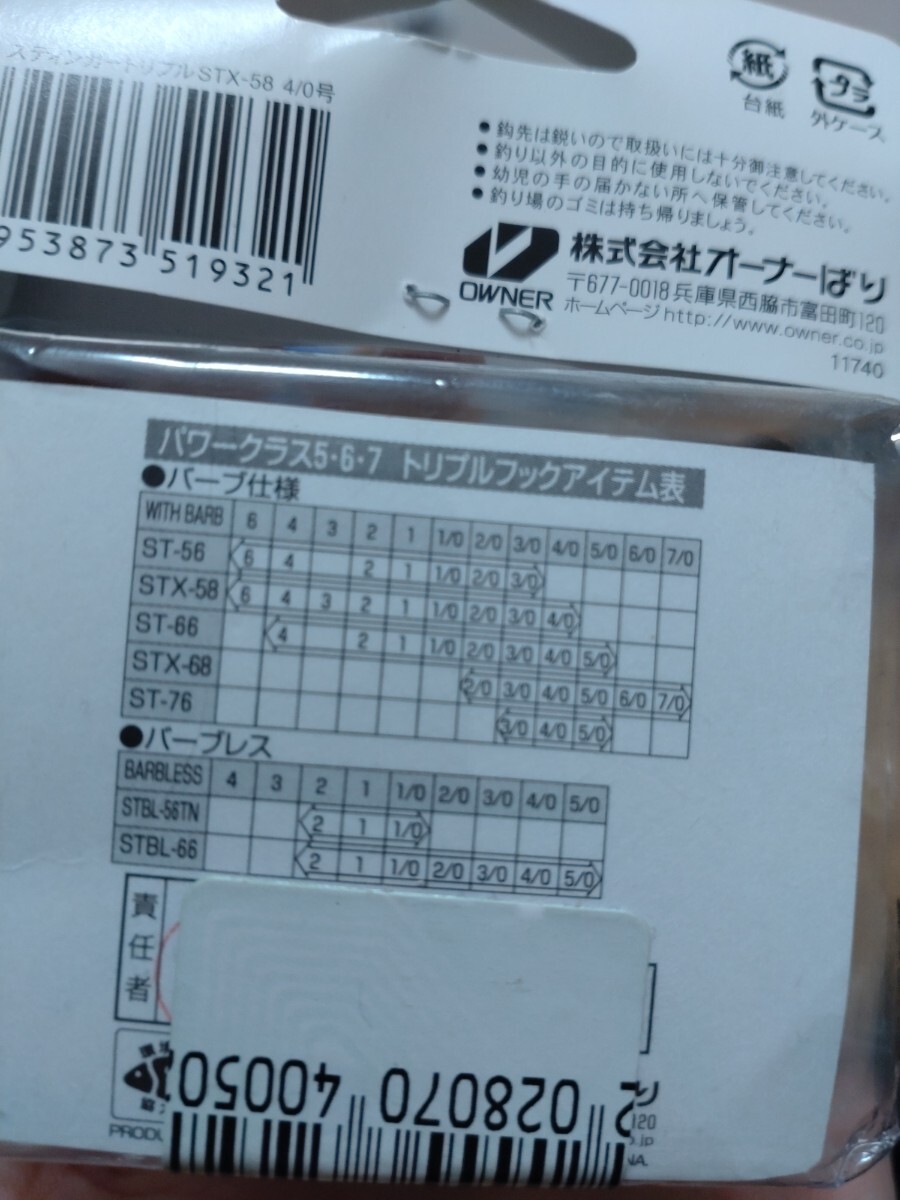 スティンガートリプルSTX-58 4/0号
953873 519321
紙
台紙
プラ
外ケース
●鈎先は鋭いので取扱いには十分御注意してください。
●釣り以外の目的に使用しないでください。
●幼児の手の届かない所へ保管してください。
●釣り場のゴミは持ち帰りましょう。
OWNER
株式会社オーナーばり
〒677-0018 兵庫県西脇市富田町120
ホームページ http://www.owner.co.jp
11740
パワークラス5・6・7 トリプルフックアイテム表
●バーブ仕様
WITH BARB 6 4 3 2 1 1/0 2/0 3/0 4/0 5/0 6/0 7/0
ST-56 6 4 2 1 1/0 2/0 3/0
STX-58 6 4 3 2 1 1/0 2/0 3/0 4/0
ST-66 4 2 1 1/0 2/0 3/0 4/0 5/0
STX-68 2/0 3/0 4/0 5/0 6/0 7/0
ST-76 3/0 4/0 5/0
●バーブレス
BARBLESS 4 3 2 1 1/0 2/0 3/0 4/0 5/0
STBL-56TN 2 1 1/0
STBL-66 2 1 1/0 2/0 3/0 4/0 5/0
責任者
2 028070 40050
り
120
.jp
PRODU
NA.